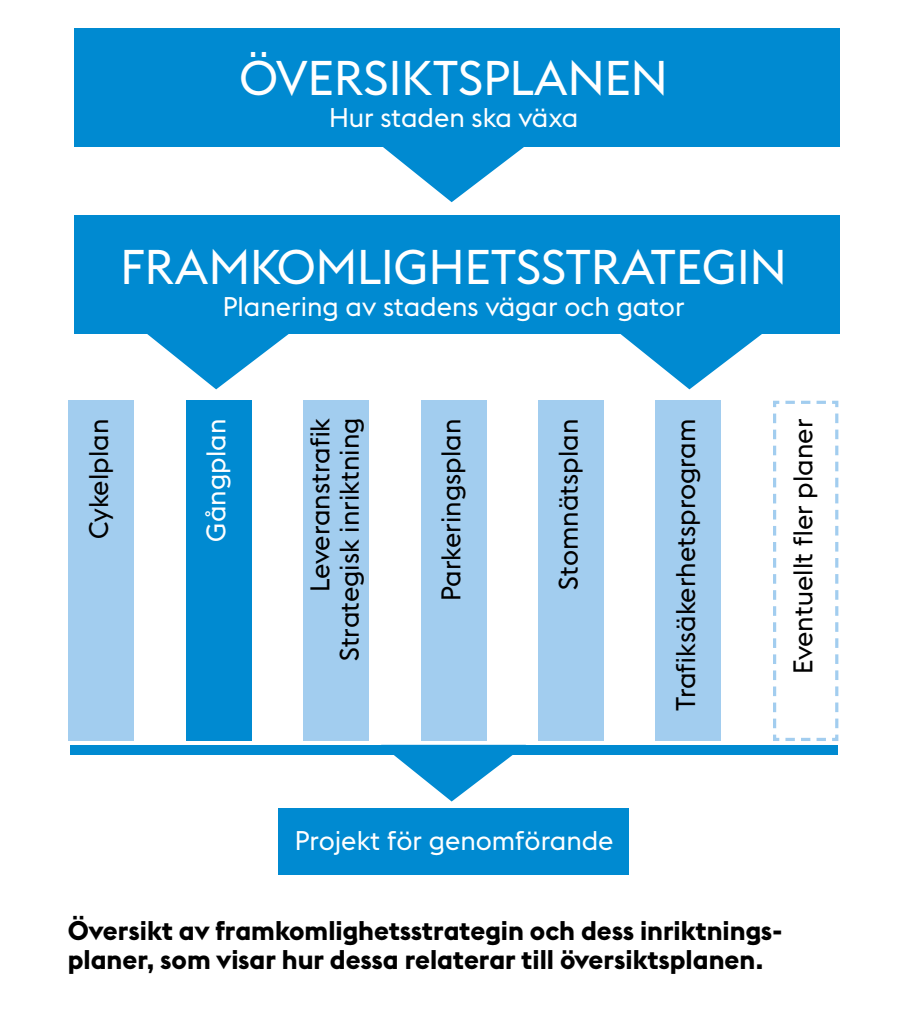 ÖVERSIKTSPLANEN
Hur staden ska växa
FRAMKOMLIGHETSSTRATEGIN
Planering av stadens vägar och gator
Cykelplan
Gångplan
Leveranstrafik
Strategisk inriktning
Parkeringsplan
Stomnätsplan
Trafiksäkerhetsprogram
Eventuellt fler planer
Projekt för genomförande
Översikt av framkomlighetsstrategin och dess inriktnings-
planer, som visar hur dessa relaterar till översiktsplanen.